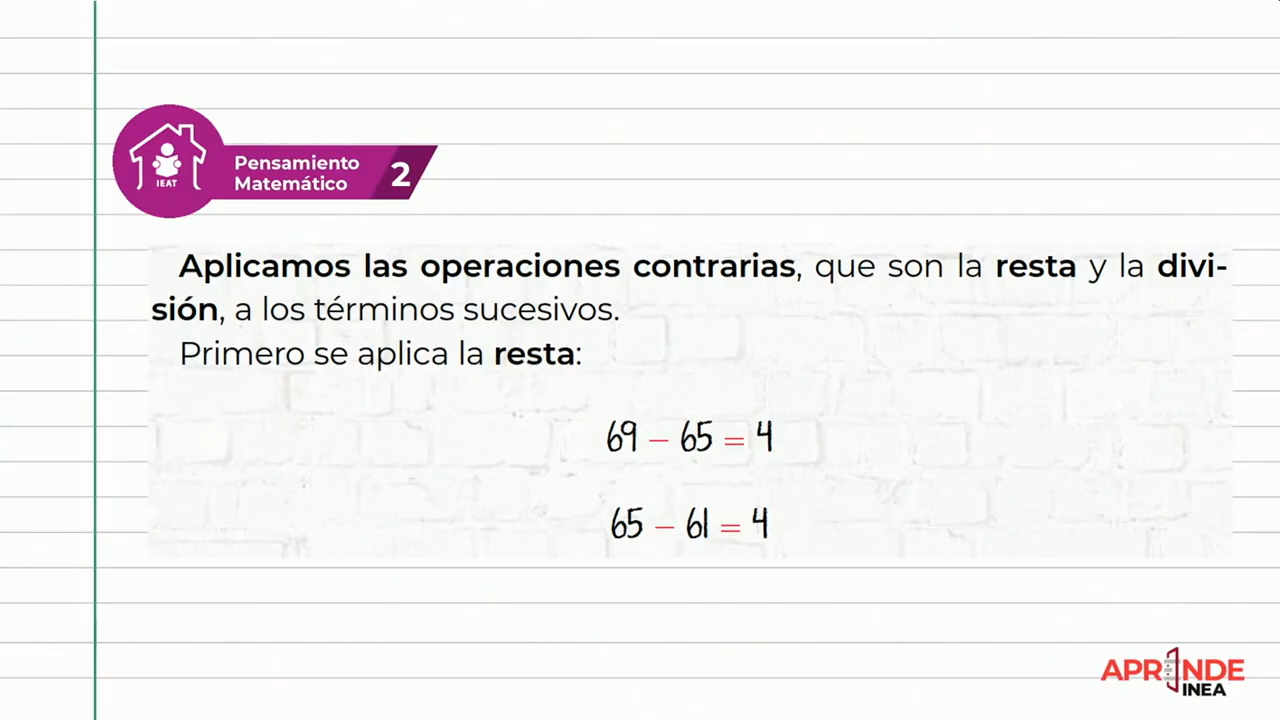 IEAT
Pensamiento
Matemático
2
Aplicamos las operaciones contrarias, que son la resta y la divi-
sión, a los términos sucesivos.
Primero se aplica la resta:
69 – 65 = 4
65 – 61 = 4
APRENDE
INEA